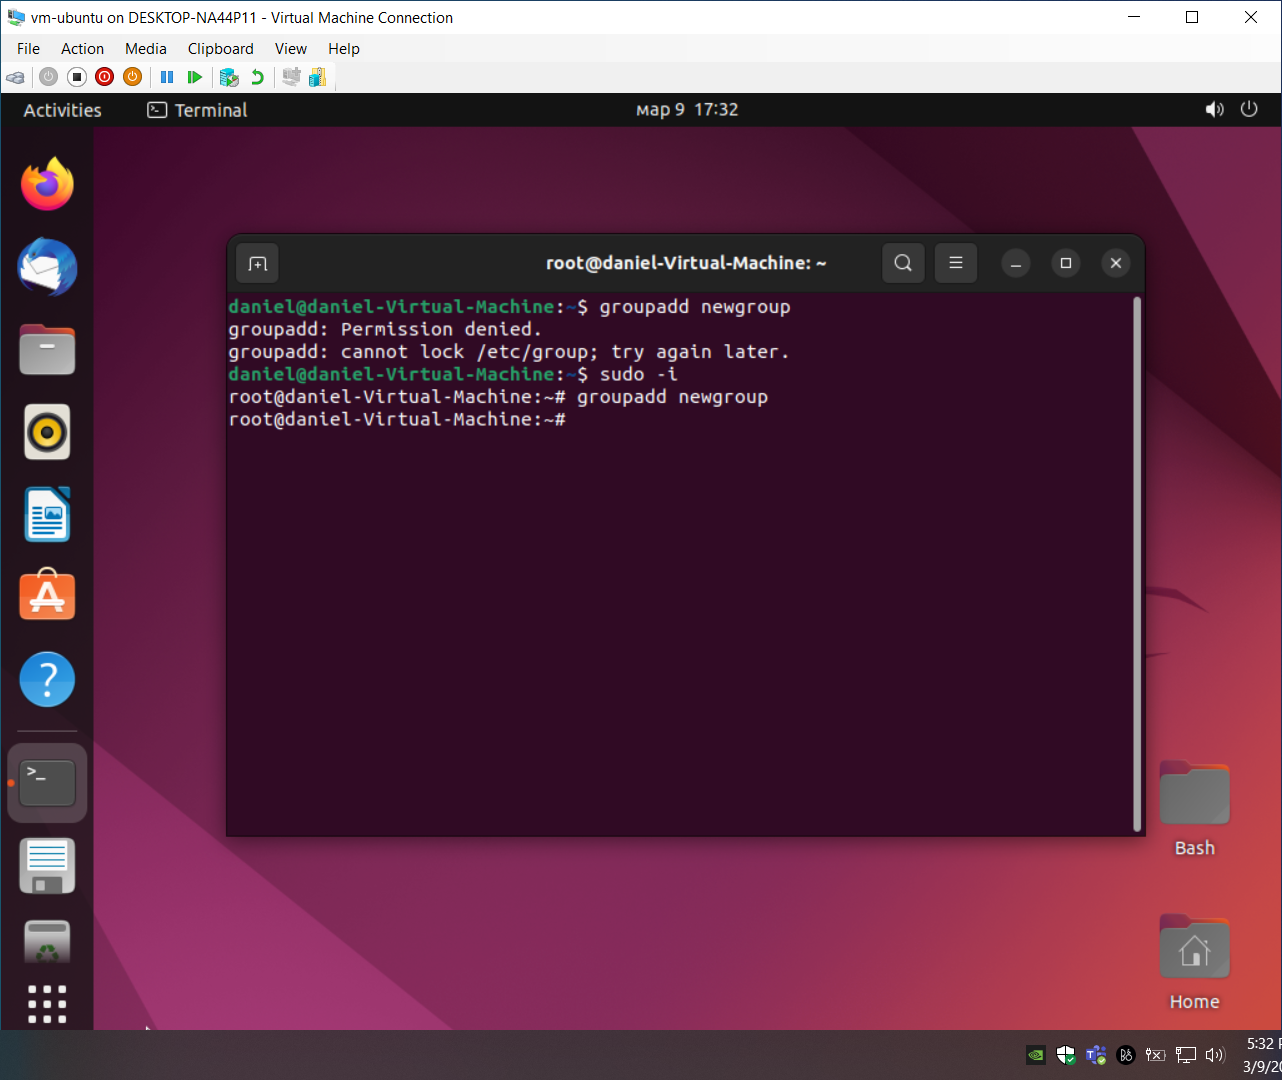 vm-ubuntu on DESKTOP-NA44P11 - Virtual Machine Connection
File Action Media Clipboard View Help
Activities Terminal мар 9 17:32
root@daniel-Virtual-Machine: ~
daniel@daniel-Virtual-Machine:~$ groupadd newgroup
groupadd: Permission denied.
groupadd: cannot lock /etc/group; try again later.
daniel@daniel-Virtual-Machine:~$ sudo -i
root@daniel-Virtual-Machine:~# groupadd newgroup
root@daniel-Virtual-Machine:~#
Bash
Home
5:32
3/9/20